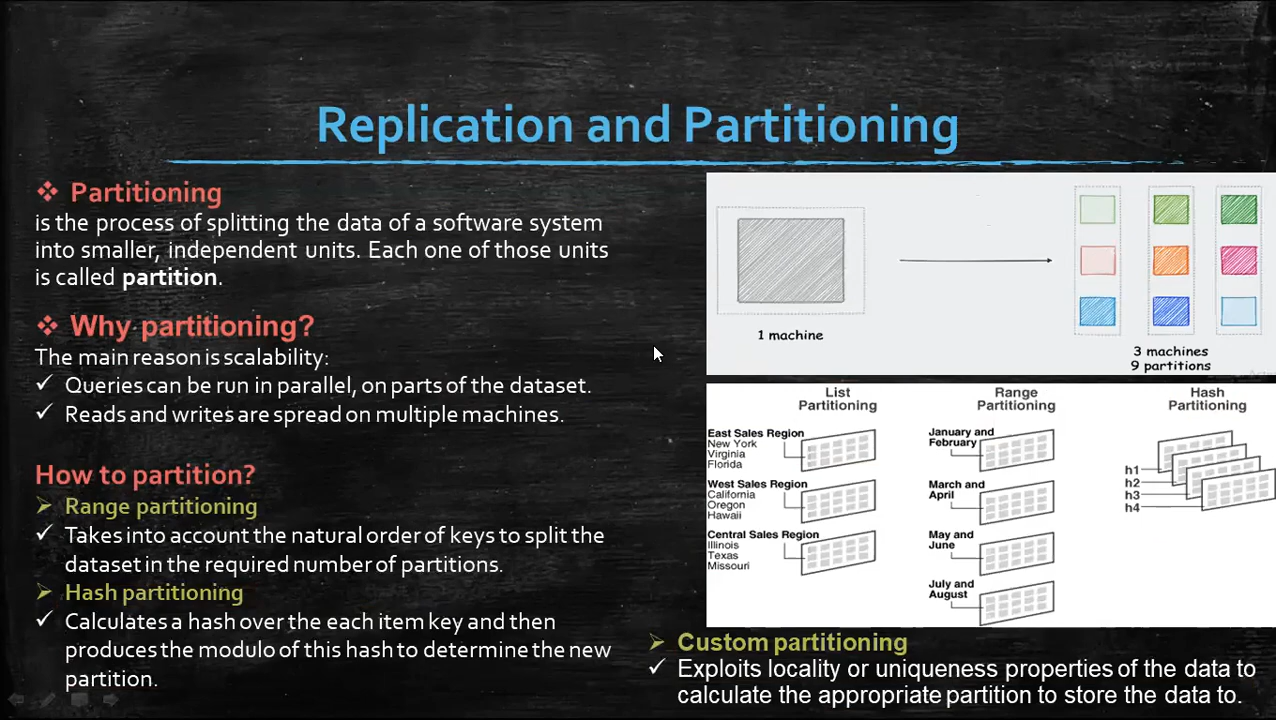 Replication and Partitioning
❖ Partitioning
is the process of splitting the data of a software system
into smaller, independent units. Each one of those units
is called partition.
❖ Why partitioning?
The main reason is scalability:
✓ Queries can be run in parallel, on parts of the dataset.
✓ Reads and writes are spread on multiple machines.
How to partition?
➢ Range partitioning
✓ Takes into account the natural order of keys to split the
dataset in the required number of partitions.
➢ Hash partitioning
✓ Calculates a hash over the each item key and then
produces the modulo of this hash to determine the new
partition.
1 machine
3 machines
9 partitions
List
Partitioning
East Sales Region
New York
Virginia
Florida
West Sales Region
California
Oregon
Hawaii
Central Sales Region
Illinois
Texas
Missouri
Range
Partitioning
January and
February
March and
April
May and
June
July and
August
Hash
Partitioning
h1
h2
h3
h4
➢ Custom partitioning
✓ Exploits locality or uniqueness properties of the data to
calculate the appropriate partition to store the data to.